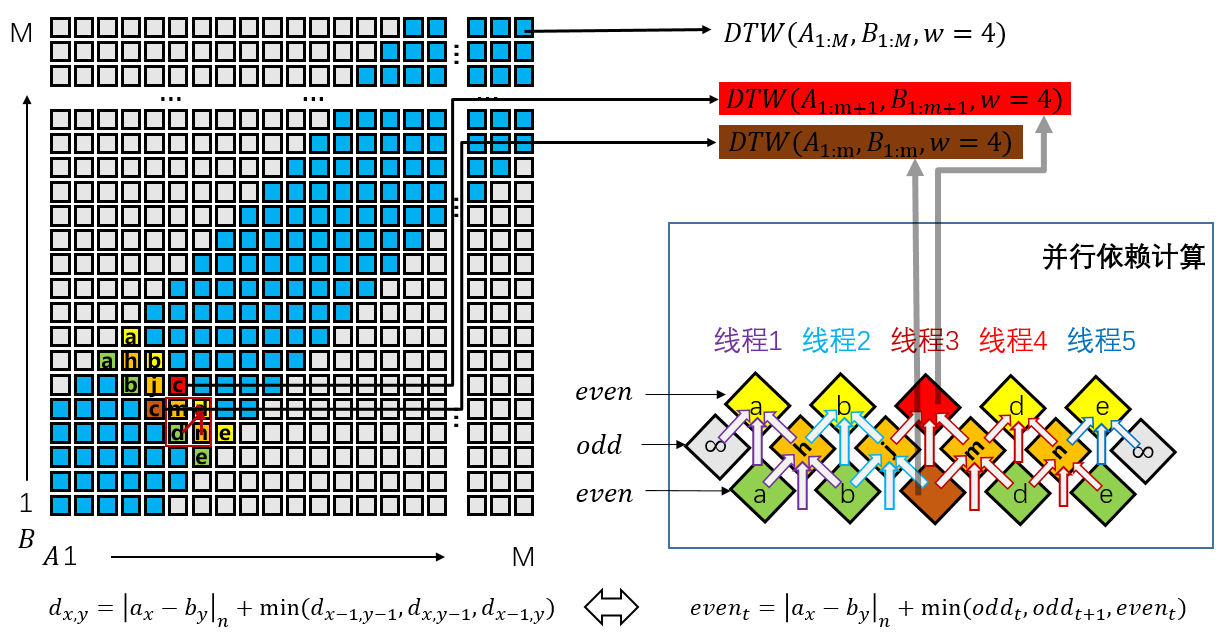 M
DTW(A_{1:M}, B_{1:M}, w = 4)
... ... ...
DTW(A_{1:m+1}, B_{1:m+1}, w = 4)
DTW(A_{1:m}, B_{1:m}, w = 4)
并行依赖计算
线程1 线程2 线程3 线程4 线程5
a
a h b
b j c
c m d
d n e
e
even
a b d e
odd
∞ h j m n ∞
even
a b d e
1
B
A 1 M
d_{x,y} = |a_x − b_y|_n + min(d_{x−1,y−1}, d_{x,y−1}, d_{x−1,y})
even_t = |a_x − b_y|_n + min(odd_t, odd_{t+1}, even_t)